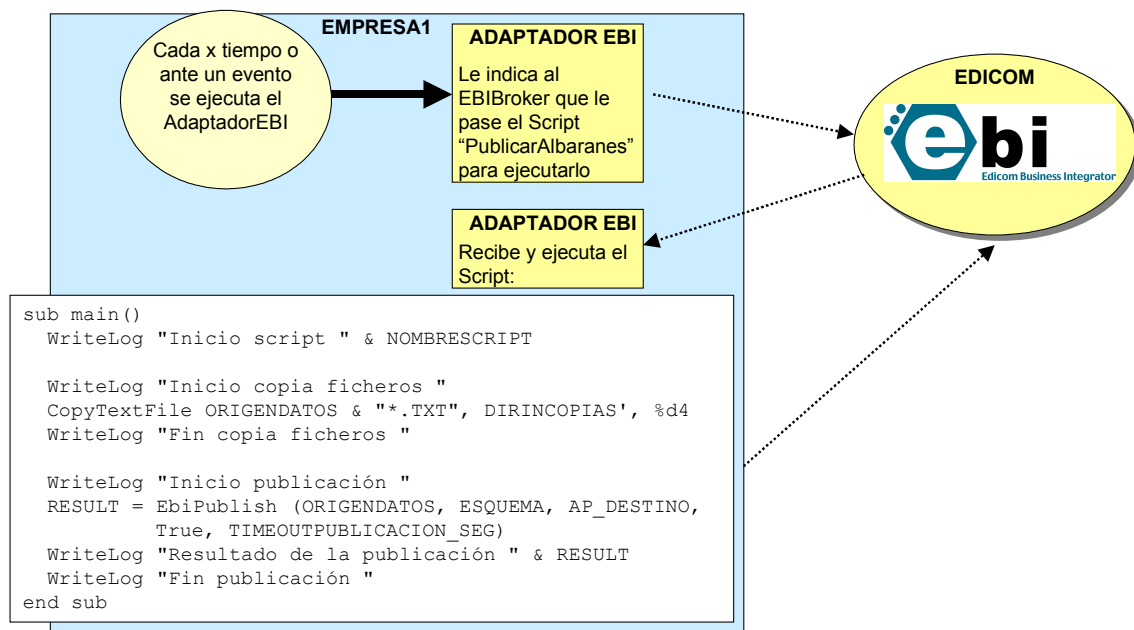 EMPRESA1
Cada x tiempo o
ante un evento
se ejecuta el
AdaptadorEBI
ADAPTADOR EBI
Le indica al
EBIBroker que le
pase el Script
“PublicarAlbaranes”
para ejecutarlo
EDICOM
ebi
Edicom Business Integrator
ADAPTADOR EBI
Recibe y ejecuta el
Script:
sub main()
WriteLog "Inicio script " & NOMBRESCRIPT
WriteLog "Inicio copia ficheros "
CopyTextFile ORIGENDATOS & "*.TXT", DIRINCOPIAS', %d4
WriteLog "Fin copia ficheros "
WriteLog "Inicio publicación "
RESULT = EbiPublish (ORIGENDATOS, ESQUEMA, AP_DESTINO,
True, TIMEOUTPUBLICACION_SEG)
WriteLog "Resultado de la publicación " & RESULT
WriteLog "Fin publicación "
end sub